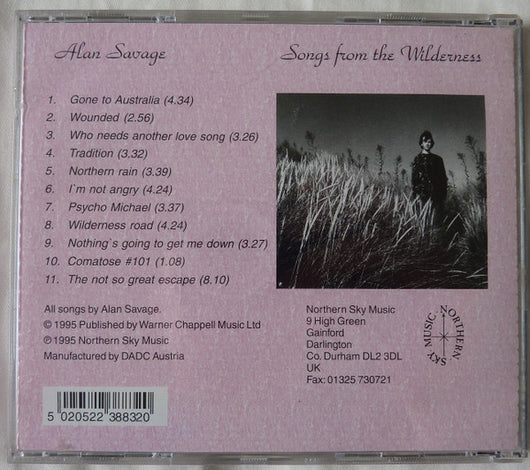 Alan Savage
Songs from the Wilderness
1. Gone to Australia (4.34)
2. Wounded (2.56)
3. Who needs another love song (3.26)
4. Tradition (3.32)
5. Northern rain (3.39)
6. I`m not angry (4.24)
7. Psycho Michael (3.37)
8. Wilderness road (4.24)
9. Nothing`s going to get me down (3.27)
10. Comatose #101 (1.08)
11. The not so great escape (8.10)
All songs by Alan Savage.
© 1995 Published by Warner Chappell Music Ltd
℗ 1995 Northern Sky Music
Manufactured by DADC Austria
Northern Sky Music
9 High Green
Gainford
Darlington
Co. Durham DL2 3DL
UK
Fax: 01325 730721
NORTHERN
SKY MUSIC
5 020522 388320